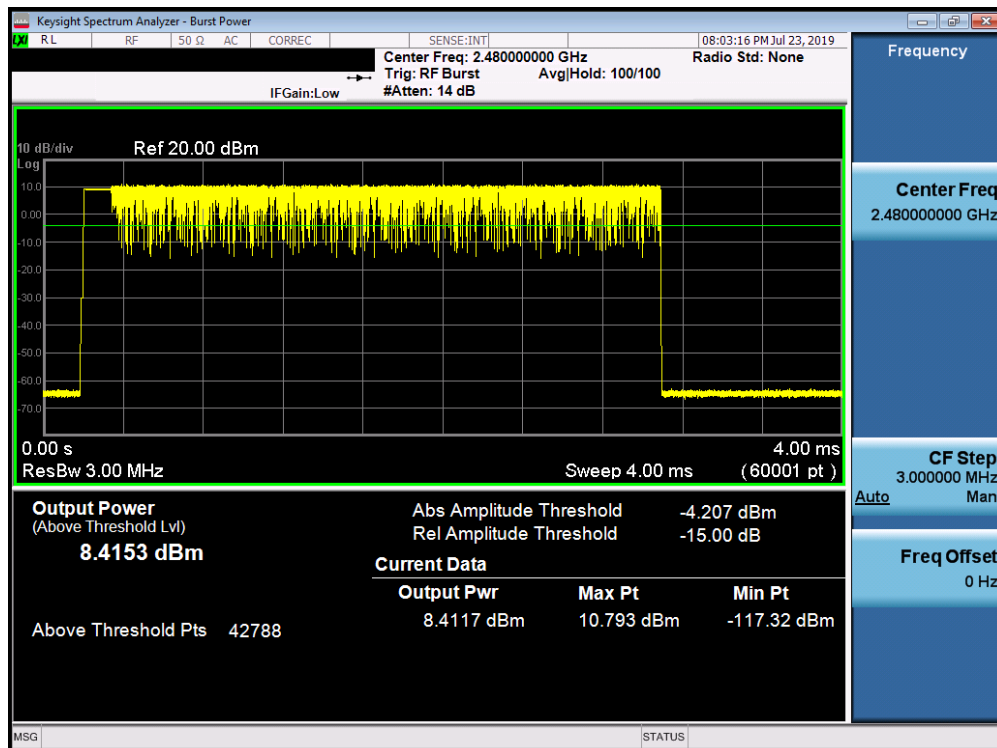 Keysight Spectrum Analyzer - Burst Power
LXI RL RF 50 Ω AC CORREC SENSE:INT 08:03:16 PM Jul 23, 2019
Center Freq: 2.480000000 GHz Radio Std: None
Trig: RF Burst Avg|Hold: 100/100
IFGain:Low #Atten: 14 dB
10 dB/div Ref 20.00 dBm
Log
10.0
0.00
-10.0
-20.0
-30.0
-40.0
-50.0
-60.0
-70.0
0.00 s 4.00 ms
ResBw 3.00 MHz Sweep 4.00 ms (60001 pt)
Output Power
(Above Threshold Lvl)
8.4153 dBm
Above Threshold Pts 42788
Abs Amplitude Threshold -4.207 dBm
Rel Amplitude Threshold -15.00 dB
Current Data
Output Pwr Max Pt Min Pt
8.4117 dBm 10.793 dBm -117.32 dBm
Frequency
Center Freq
2.480000000 GHz
CF Step
3.000000 MHz
Auto Man
Freq Offset
0 Hz
MSG STATUS